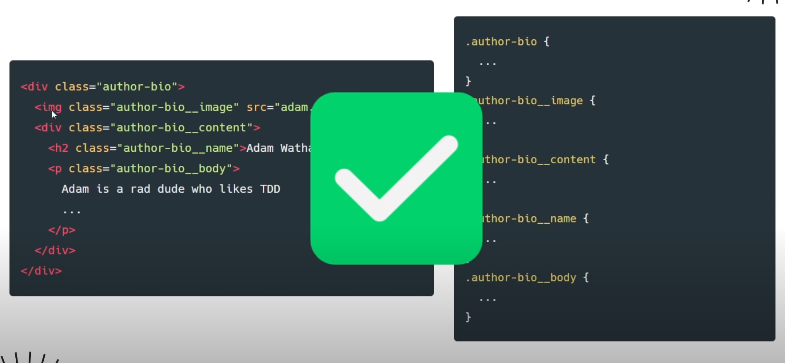 <div class="author-bio">
<img class="author-bio__image" src="adam.
<div class="author-bio__content">
<h2 class="author-bio__name">Adam Watha
<p class="author-bio__body">
Adam is a rad dude who likes TDD
...
</p>
</div>
</div>
.author-bio {
...
}
author-bio__image {
..
author-bio__content {
..
uthor-bio__name {
..
.author-bio__body {
...
}